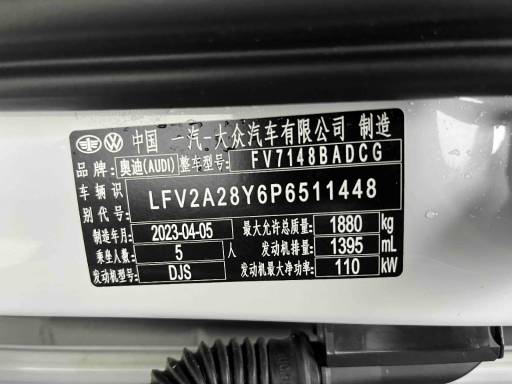 中国 一汽-大众汽车有限公司 制造
品牌: 奥迪(AUDI) 整车型号: FV7148BADCG
车辆识别代号: LFV2A28Y6P6511448
制造年月: 2023-04-05 最大允许总质量: 1880 kg
乘坐人数: 5 人 发动机排量: 1395 mL
发动机型号: DJS 发动机最大净功率: 110 kW